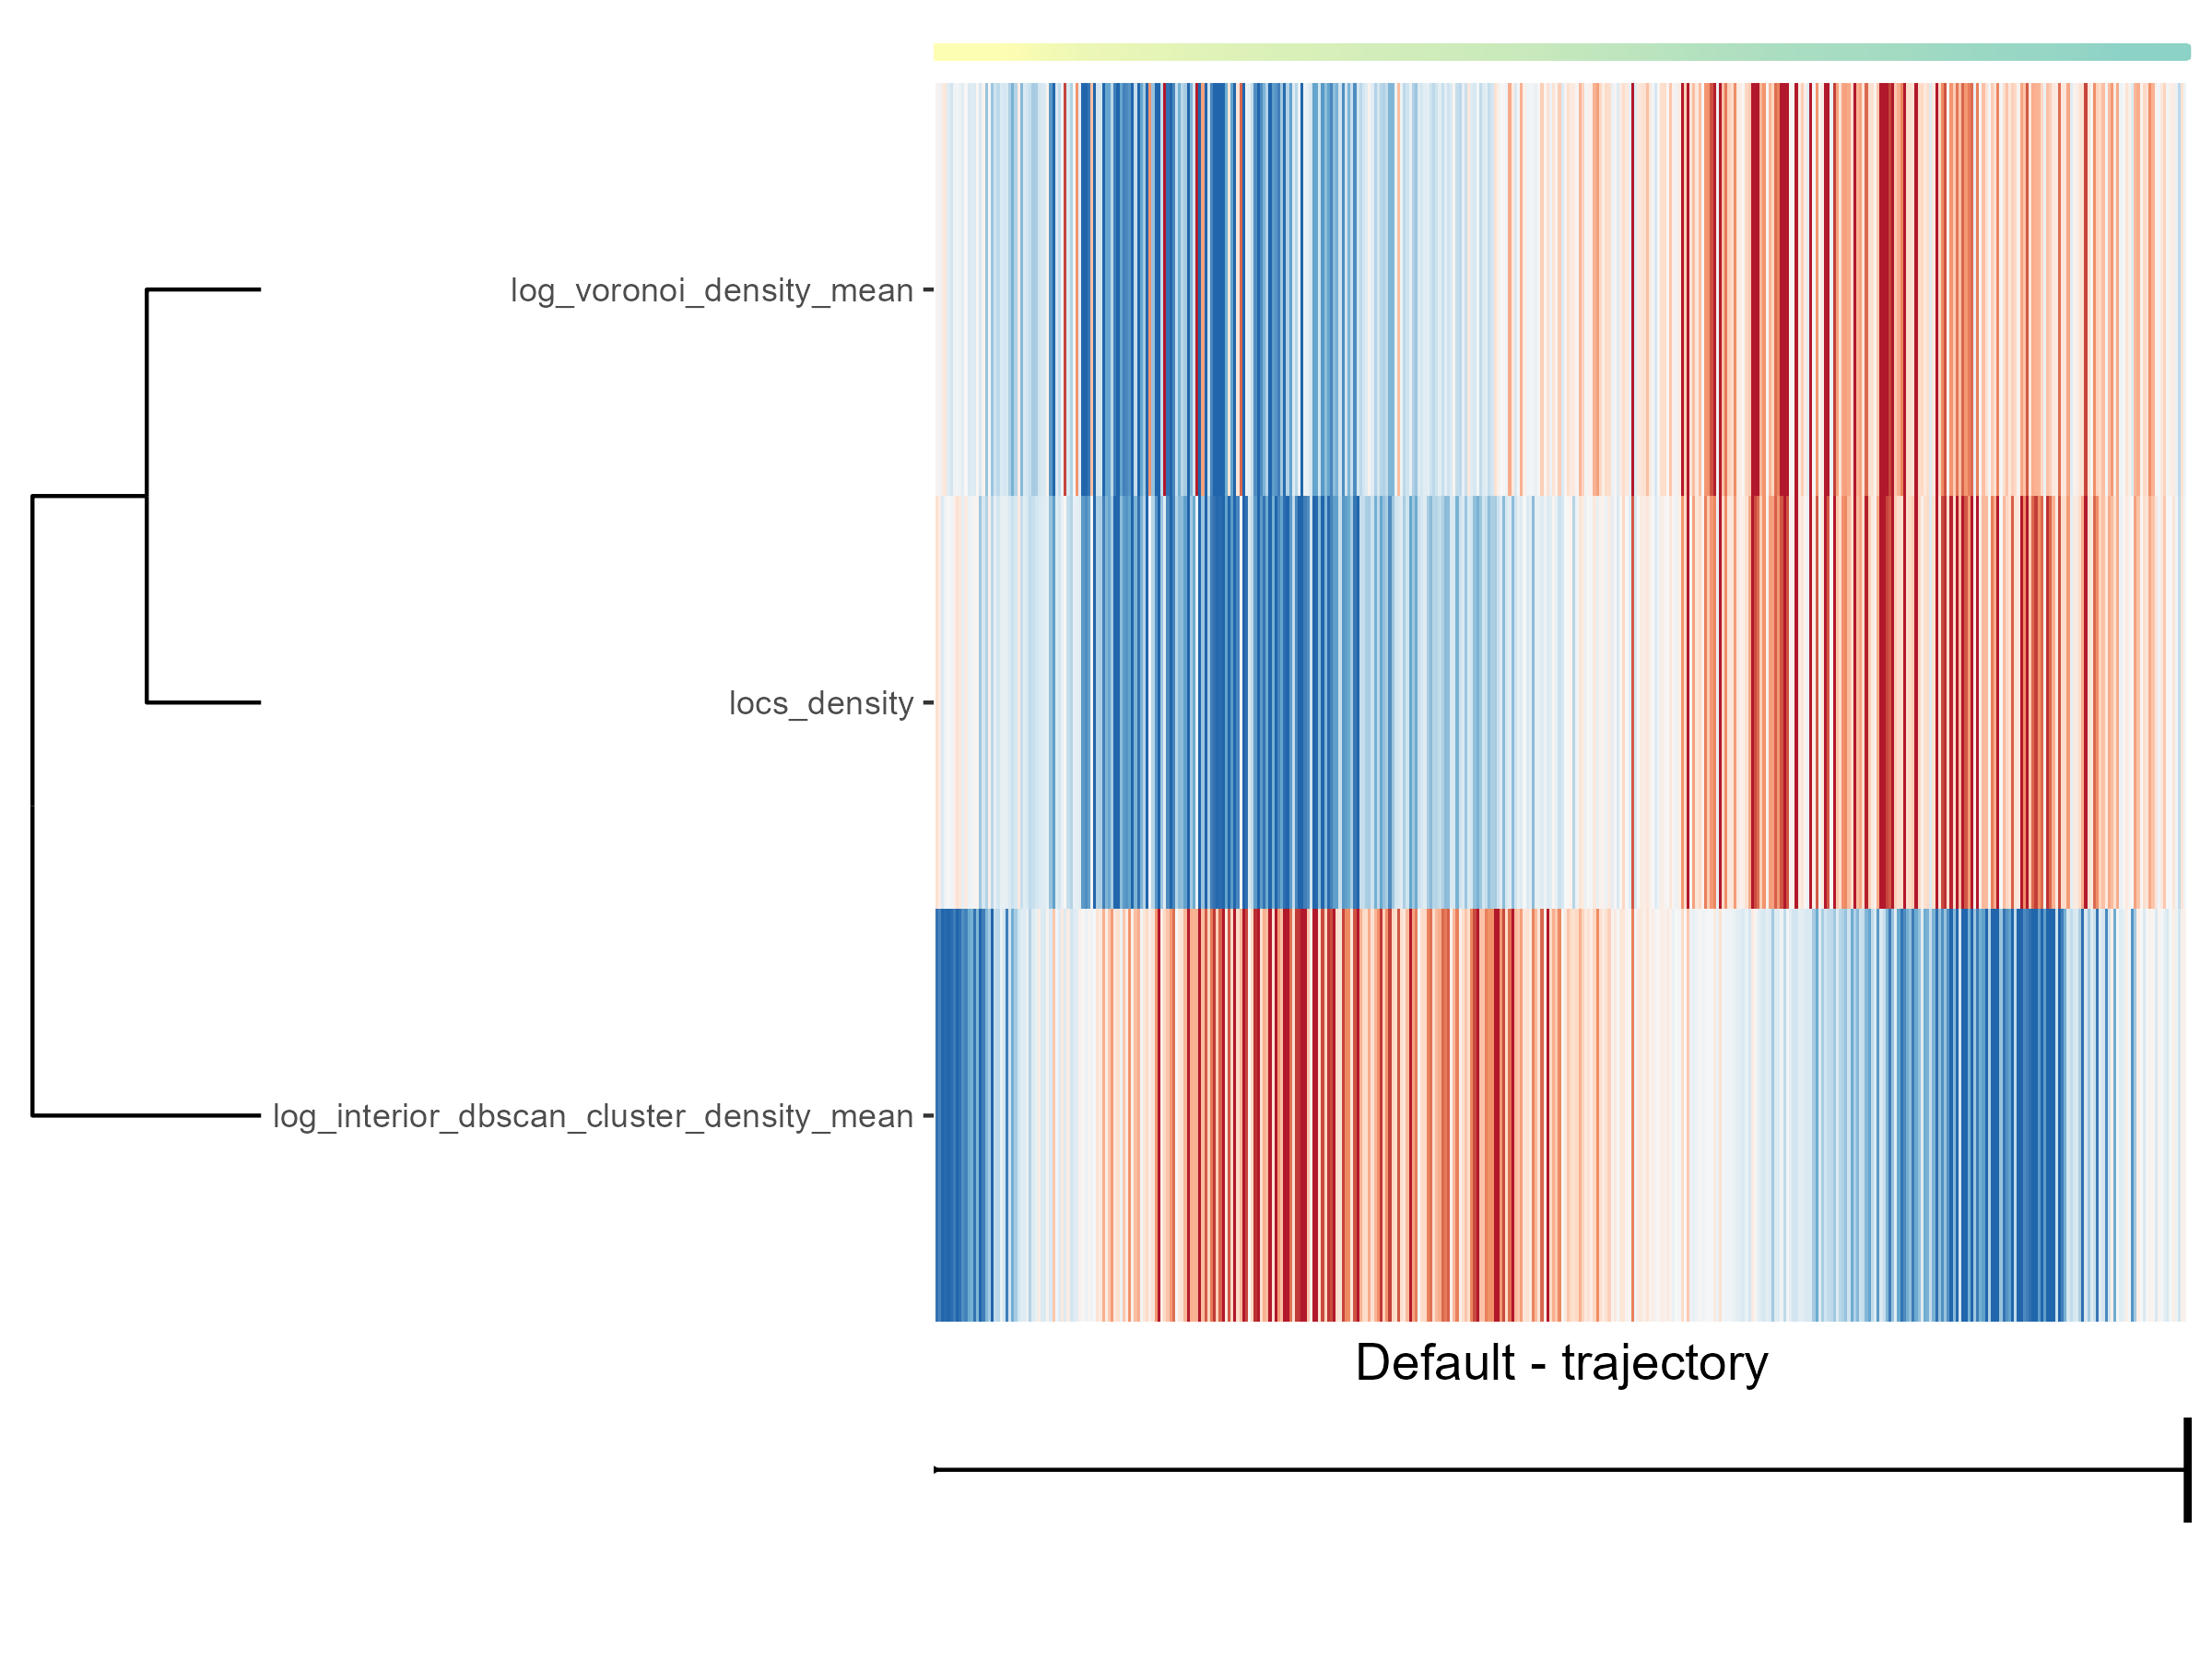 log_voronoi_density_mean
locs_density
log_interior_dbscan_cluster_density_mean
Default - trajectory